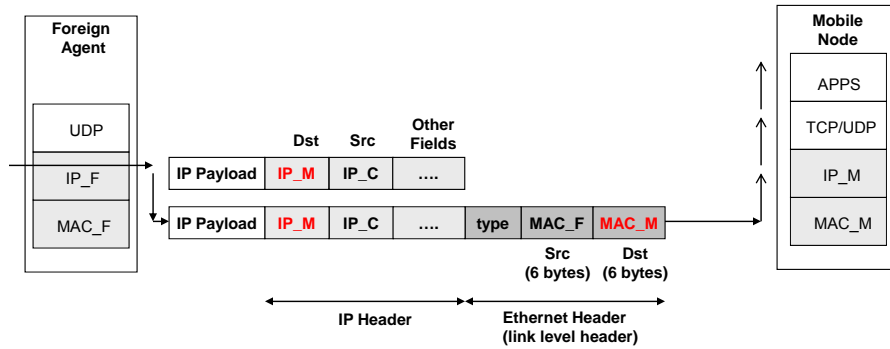 Foreign
Agent
UDP
IP_F
MAC_F
Dst
Src
Other
Fields
IP Payload IP_M IP_C ....
IP Payload IP_M IP_C .... type MAC_F MAC_M
Src
(6 bytes)
Dst
(6 bytes)
IP Header
Ethernet Header
(link level header)
Mobile
Node
APPS
TCP/UDP
IP_M
MAC_M